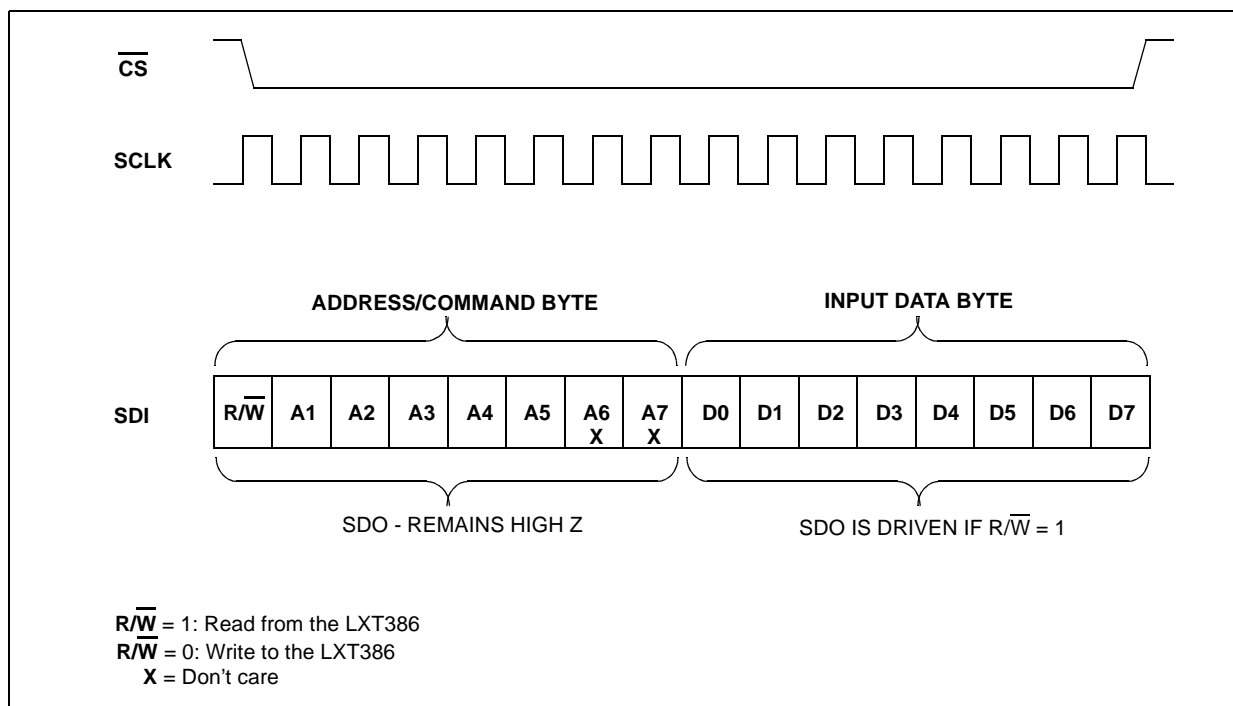 CS
SCLK
ADDRESS/COMMAND BYTE INPUT DATA BYTE
SDI R/W A1 A2 A3 A4 A5 A6 A7 D0 D1 D2 D3 D4 D5 D6 D7
X X
SDO - REMAINS HIGH Z SDO IS DRIVEN IF R/W = 1
R/W = 1: Read from the LXT386
R/W = 0: Write to the LXT386
X = Don't care